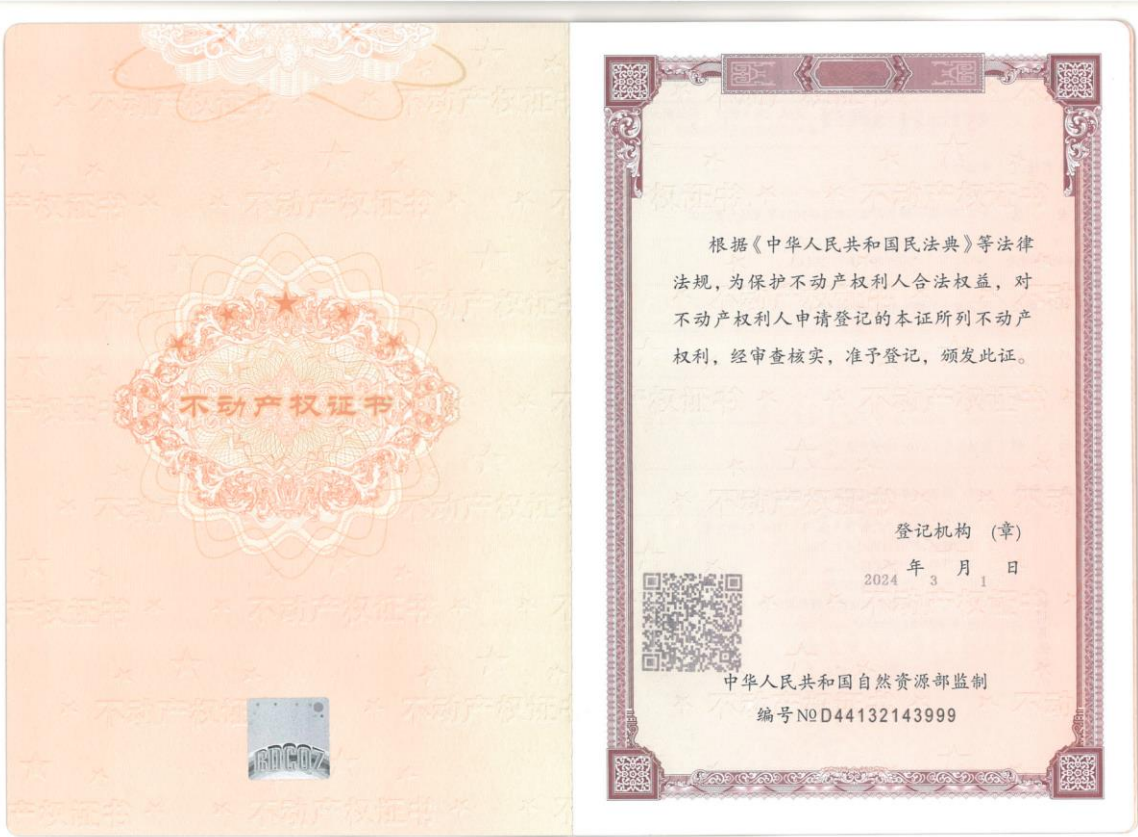 不动产权证书
BDCQZ
根据《中华人民共和国民法典》等法律
法规，为保护不动产权利人合法权益，对
不动产权利人申请登记的本证所列不动产
权利，经审查核实，准予登记，颁发此证。
登记机构 (章)
2024 年 3 月 1 日
中华人民共和国自然资源部监制
编号№D44132143999